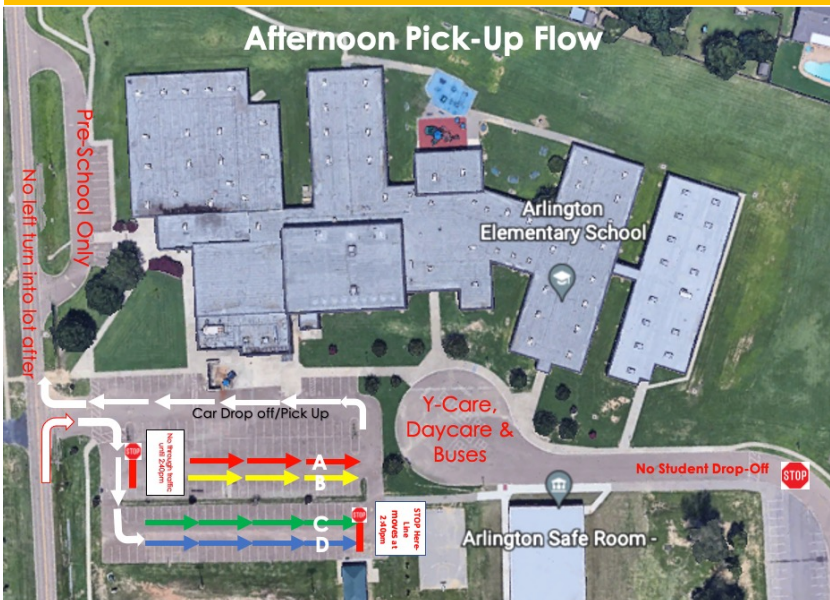 Afternoon Pick-Up Flow
Pre-School Only
No left turn into lot after
Arlington
Elementary School
Car Drop off/Pick Up
Y-Care,
Daycare &
Buses
No Student Drop-Off
STOP
STOP
No through traffic
until 2:40pm
A
B
C
D
STOP
STOP Here-
Line
moves at
2:40pm
Arlington Safe Room -